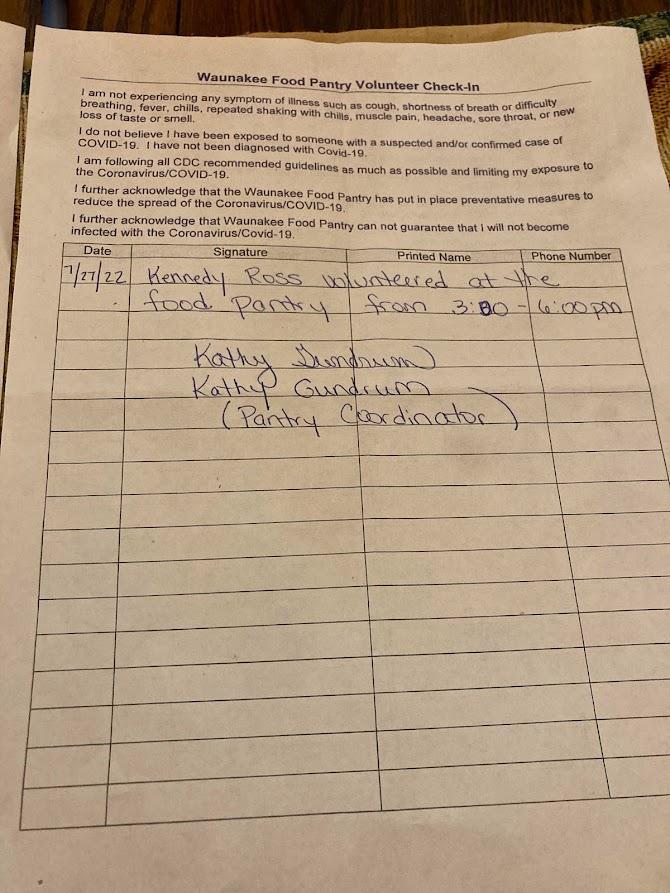 Waunakee Food Pantry Volunteer Check-In
I am not experiencing any symptom of illness such as cough, shortness of breath or difficulty
breathing, fever, chills, repeated shaking with chills, muscle pain, headache, sore throat, or new
loss of taste or smell.
I do not believe I have been exposed to someone with a suspected and/or confirmed case of
COVID-19. I have not been diagnosed with Covid-19.
I am following all CDC recommended guidelines as much as possible and limiting my exposure to
the Coronavirus/COVID-19.
I further acknowledge that the Waunakee Food Pantry has put in place preventative measures to
reduce the spread of the Coronavirus/COVID-19.
I further acknowledge that Waunakee Food Pantry can not guarantee that I will not become
infected with the Coronavirus/Covid-19.
Date Signature Printed Name Phone Number
7/27/22 Kennedy Ross volunteered at the
food pantry from 3:00 - 6:00 pm
Kathy Gundrum
Kathy Gundrum
(Pantry Coordinator)